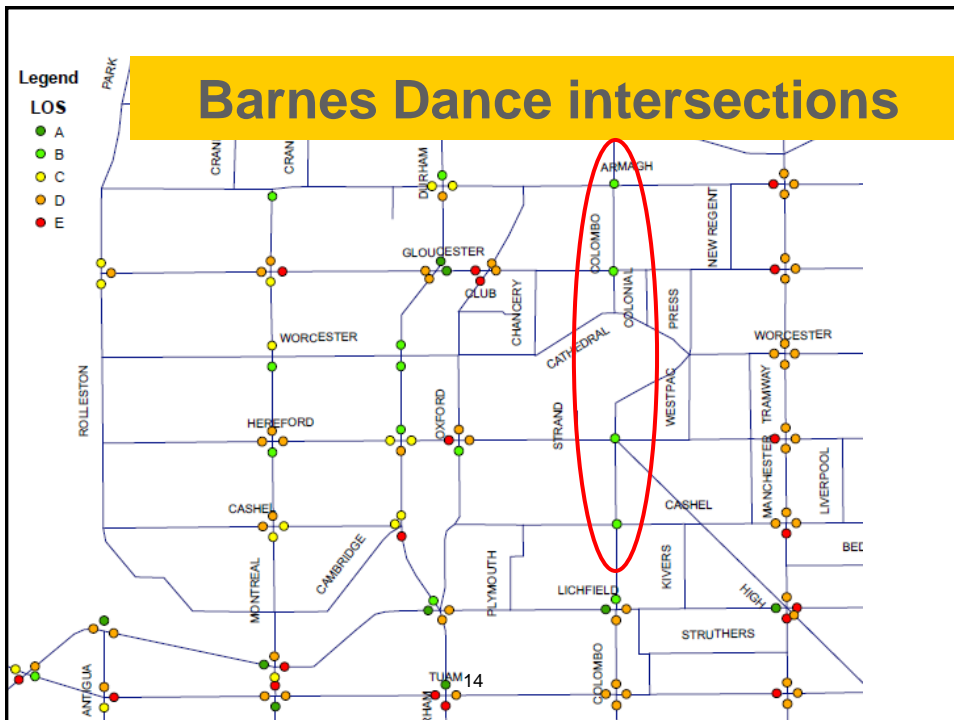 Barnes Dance intersections
Legend
LOS
A
B
C
D
E
PARK
CRAN
CRAN
DURHAM
ARMAGH
NEW REGENT
COLOMBO
GLOUCESTER
CLUB
CHANCERY
COLONIAL
PRESS
WORCESTER
CATHEDRAL
WORCESTER
ROLLESTON
HEREFORD
OXFORD
STRAND
WESTPAC
TRAMWAY
MANCHESTER
LIVERPOOL
CASHEL
CASHEL
CAMBRIDGE
MONTREAL
PLYMOUTH
LICHFIELD
KIVERS
HIGH
BED
STRUTHERS
ANTIGUA
TUAM
14
RHAM
COLOMBO